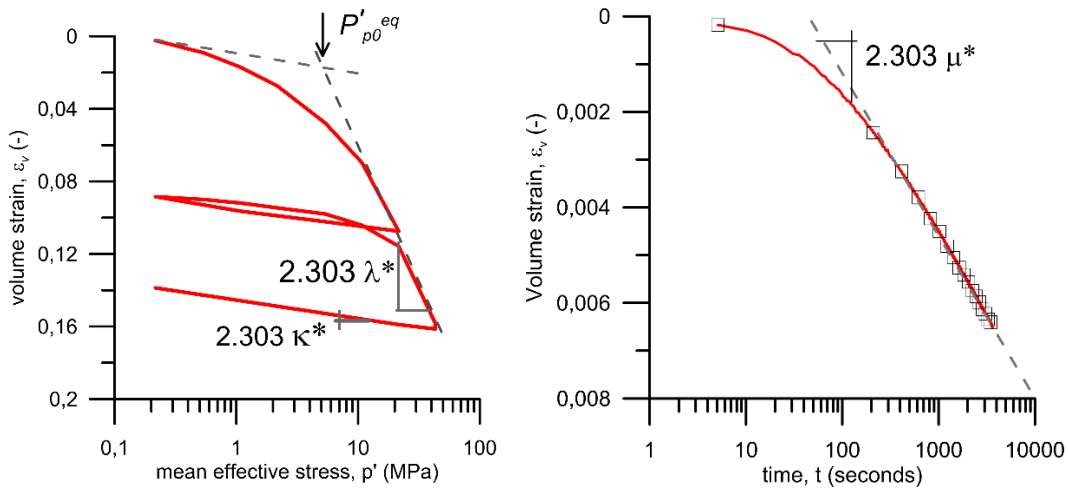 P'p0eq
0
0,04
0,08
0,12
0,16
0,2
volume strain, εv (-)
2.303 λ*
2.303 κ*
0,1
1
10
100
mean effective stress, p' (MPa)
0
0,002
0,004
0,006
0,008
Volume strain, εv (-)
2.303 μ*
1
10
100
1000
10000
time, t (seconds)